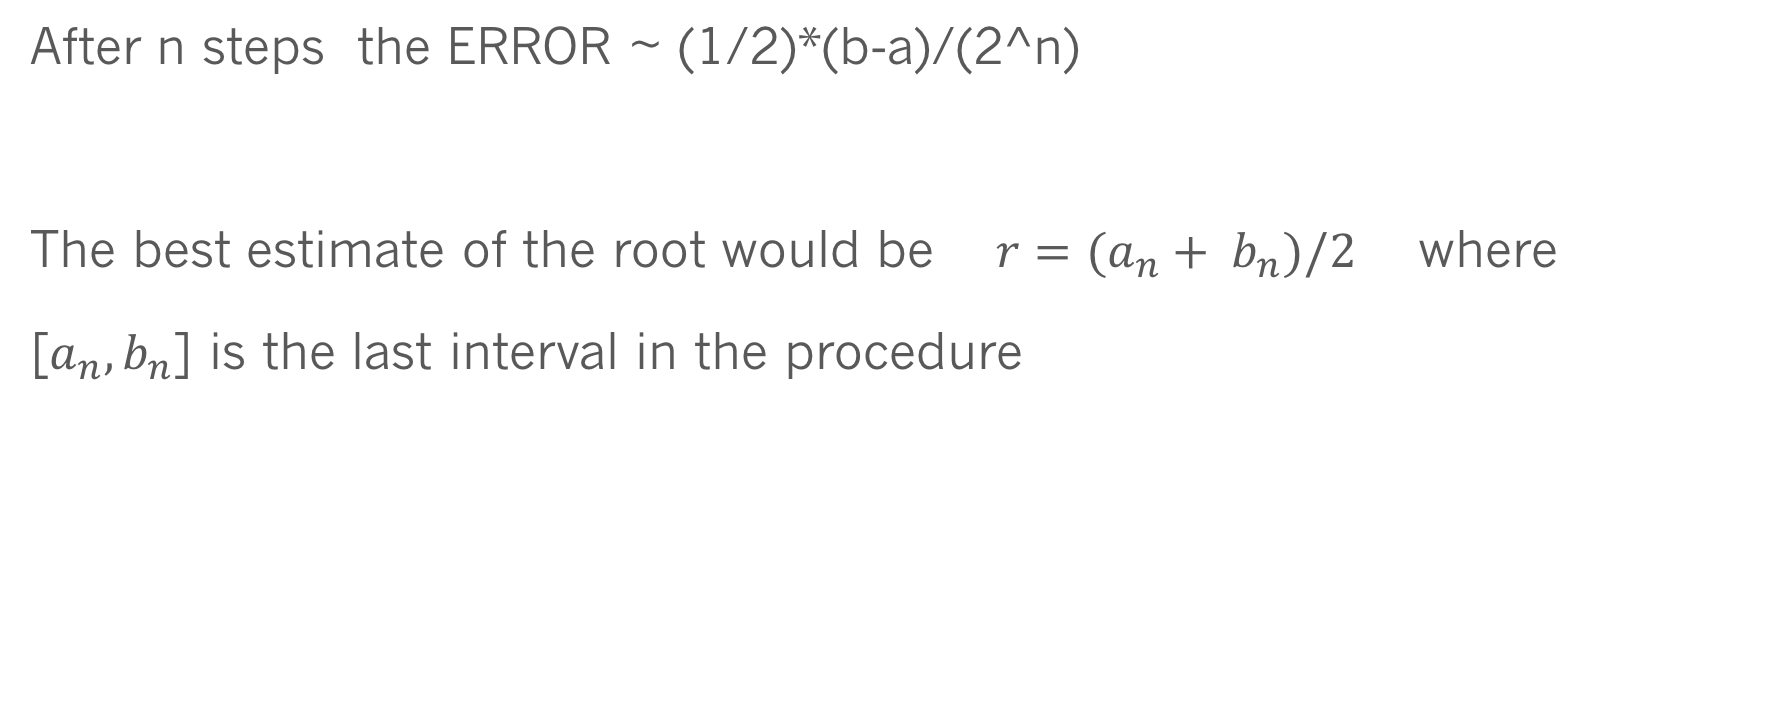 After n steps  the ERROR ~ (1/2)*(b-a)/(2^n)
The best estimate of the root would be r = (aₙ + bₙ)/2 where
[aₙ, bₙ] is the last interval in the procedure